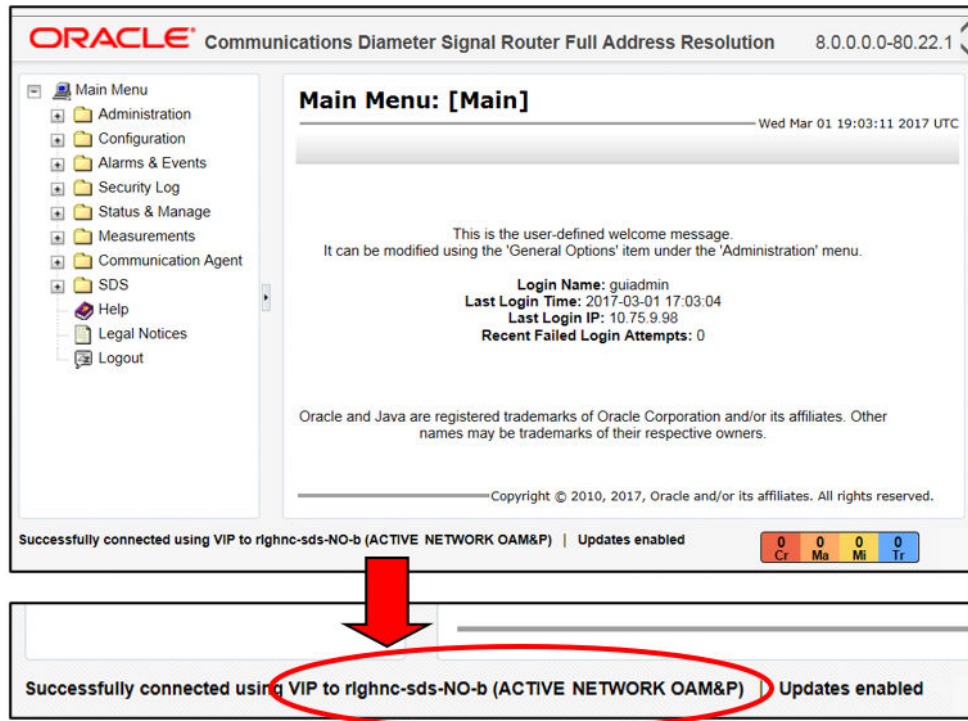 ORACLE® Communications Diameter Signal Router Full Address Resolution 8.0.0.0.0-80.22.1
Main Menu
Administration
Configuration
Alarms & Events
Security Log
Status & Manage
Measurements
Communication Agent
SDS
Help
Legal Notices
Logout
Main Menu: [Main]
Wed Mar 01 19:03:11 2017 UTC
This is the user-defined welcome message.
It can be modified using the 'General Options' item under the 'Administration' menu.
Login Name: guiadmin
Last Login Time: 2017-03-01 17:03:04
Last Login IP: 10.75.9.98
Recent Failed Login Attempts: 0
Oracle and Java are registered trademarks of Oracle Corporation and/or its affiliates. Other
names may be trademarks of their respective owners.
Copyright © 2010, 2017, Oracle and/or its affiliates. All rights reserved.
Successfully connected using VIP to rlghnc-sds-NO-b (ACTIVE NETWORK OAM&P) | Updates enabled
0 0 0 0
Cr Ma Mi Tr
Successfully connected using VIP to rlghnc-sds-NO-b (ACTIVE NETWORK OAM&P) | Updates enabled